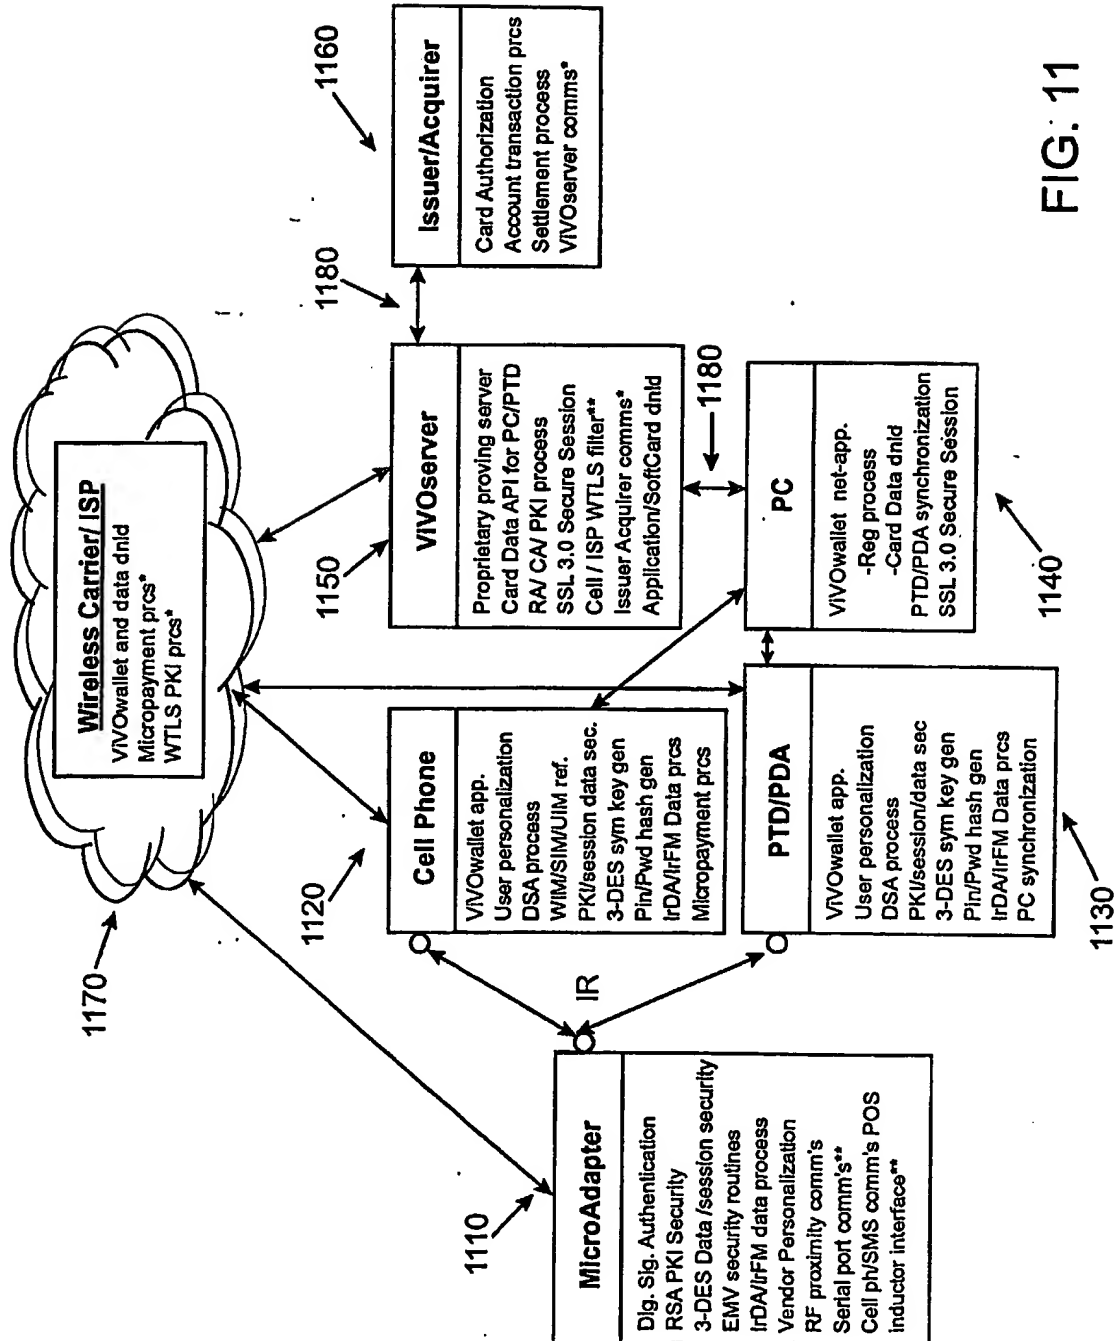 1170
Wireless Carrier/ ISP
ViVOwallet and data dnld
Micropayment prcs*
WTLS PKI prcs*
1110
MicroAdapter
Dig. Sig. Authentication
RSA PKI Security
3-DES Data /session security
EMV security routines
IrDA/IrFM data process
Vendor Personalization
RF proximity comm's
Serial port comm's**
Cell ph/SMS comm's POS
inductor interface**
IR
1120
Cell Phone
ViVOwallet app.
User personalization
DSA process
WIM/SIM/UIM ref.
PKI/session data sec.
3-DES sym key gen
Pin/Pwd hash gen
IrDA/IrFM Data prcs
Micropayment prcs
1130
PTD/PDA
ViVOwallet app.
User personalization
DSA process
PKI/session/data sec
3-DES sym key gen
Pin/Pwd hash gen
IrDA/IrFM Data prcs
PC synchronization
1150
ViVOserver
Proprietary proving server
Card Data API for PC/PTD
RA/ CA/ PKI process
SSL 3.0 Secure Session
Cell / ISP WTLS filter**
Issuer Acquirer comms*
Application/SoftCard dnld
1180
1140
PC
ViVOwallet net-app.
-Reg process
-Card Data dnld
PTD/PDA synchronization
SSL 3.0 Secure Session
1180
1160
Issuer/Acquirer
Card Authorization
Account transaction prcs
Settlement process
ViVOserver comms*
FIG. 11